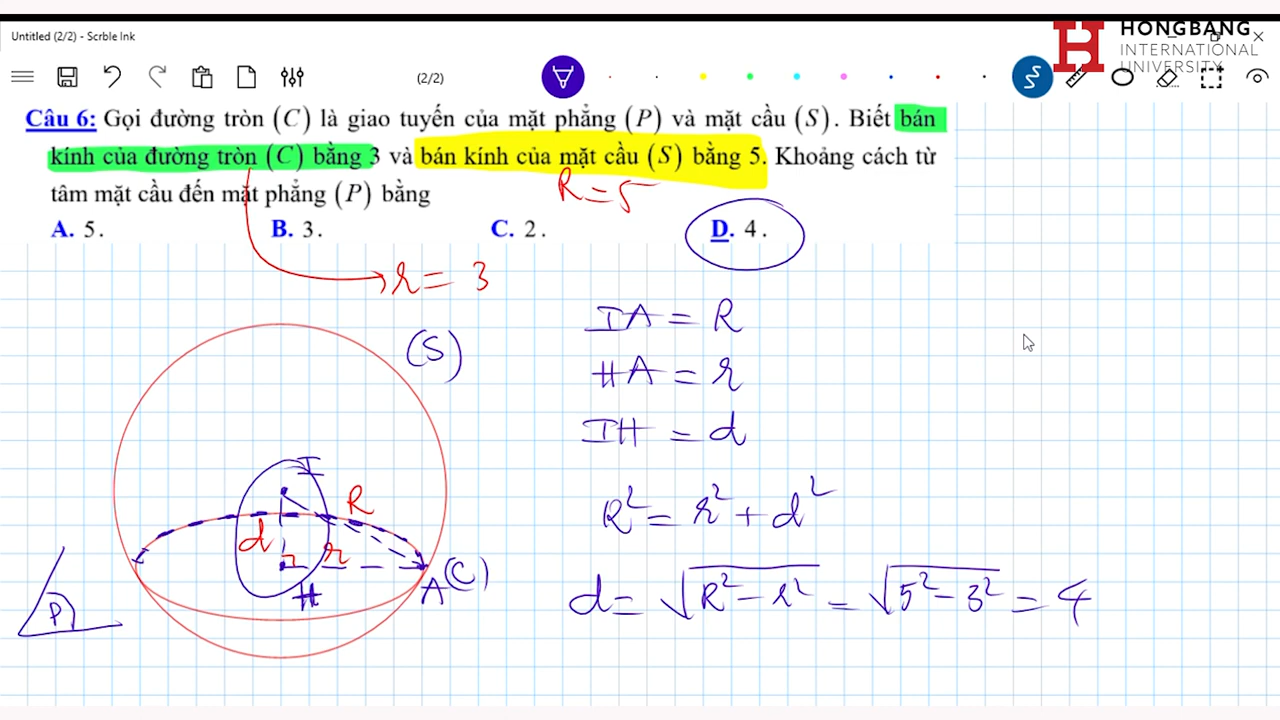 Untitled (2/2) - Scrble Ink
HONGBANG
INTERNATIONAL
UNIVERSITY
(2/2)
Câu 6: Gọi đường tròn (C) là giao tuyến của mặt phẳng (P) và mặt cầu (S). Biết bán
kính của đường tròn (C) bằng 3 và bán kính của mặt cầu (S) bằng 5. Khoảng cách từ
tâm mặt cầu đến mặt phẳng (P) bằng
R = 5
A. 5. B. 3. C. 2. D. 4.
r = 3
IA = R
(S)
HA = r
IH = d
I
R
R² = r² + d²
d r
H A (C)
(P)
d = √R² - r² = √5² - 3² = 4